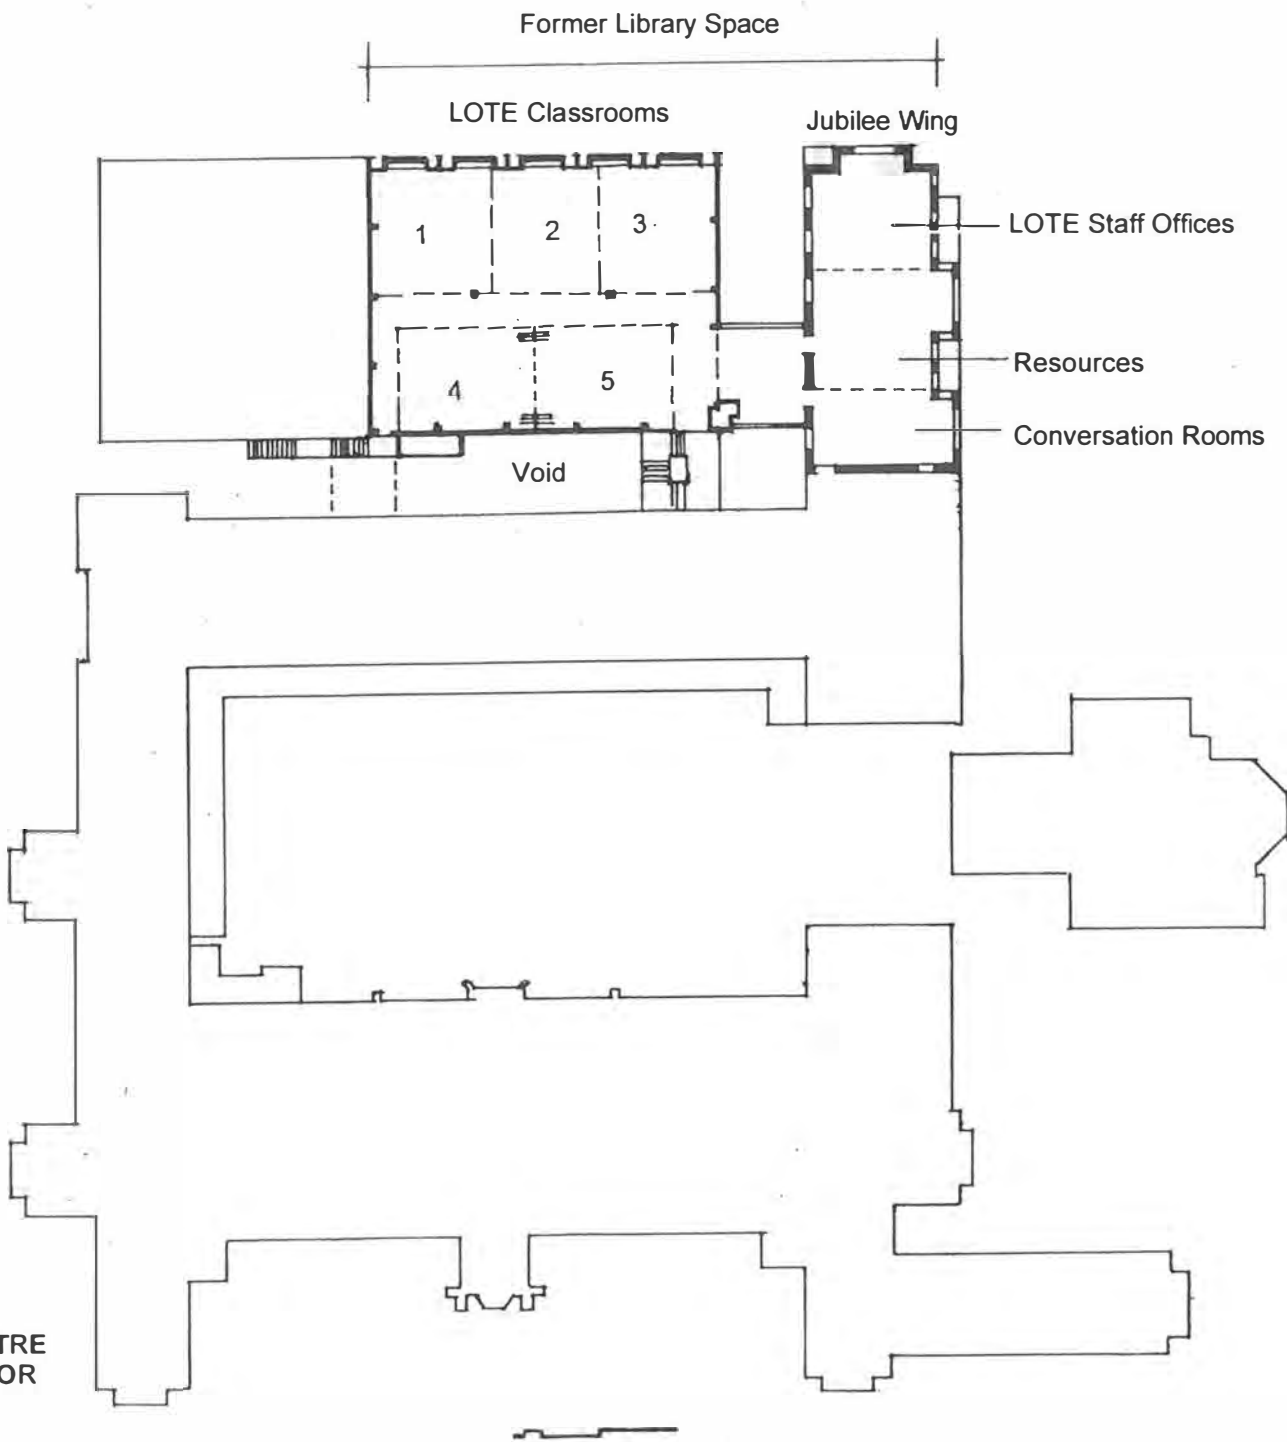 Former Library Space
LOTE Classrooms
Jubilee Wing
1
2
3
LOTE Staff Offices
4
5
Resources
Conversation Rooms
Void
TRE
OR